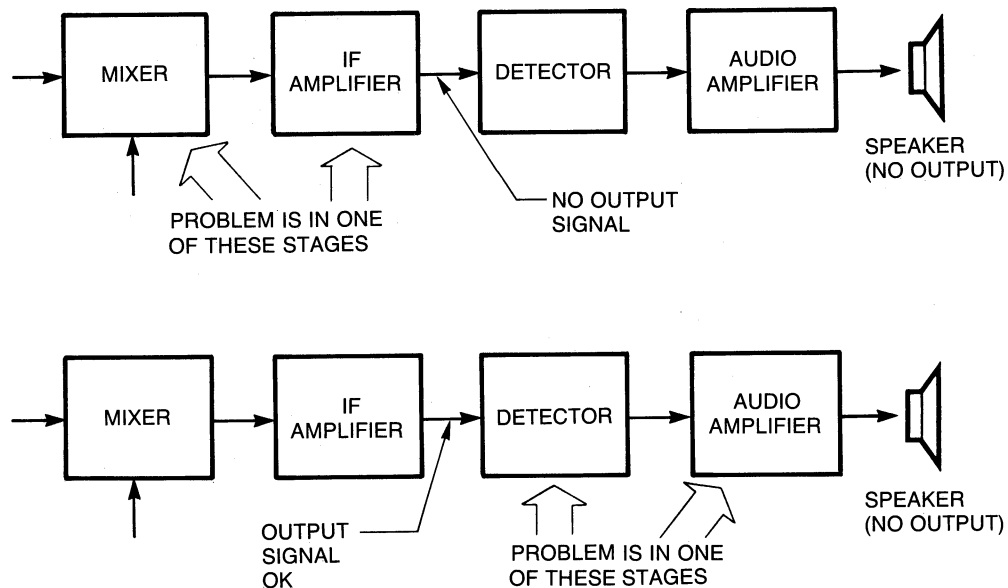 MIXER
IF
AMPLIFIER
DETECTOR
AUDIO
AMPLIFIER
SPEAKER
(NO OUTPUT)
PROBLEM IS IN ONE
OF THESE STAGES
NO OUTPUT
SIGNAL
MIXER
IF
AMPLIFIER
DETECTOR
AUDIO
AMPLIFIER
SPEAKER
(NO OUTPUT)
OUTPUT
SIGNAL
OK
PROBLEM IS IN ONE
OF THESE STAGES